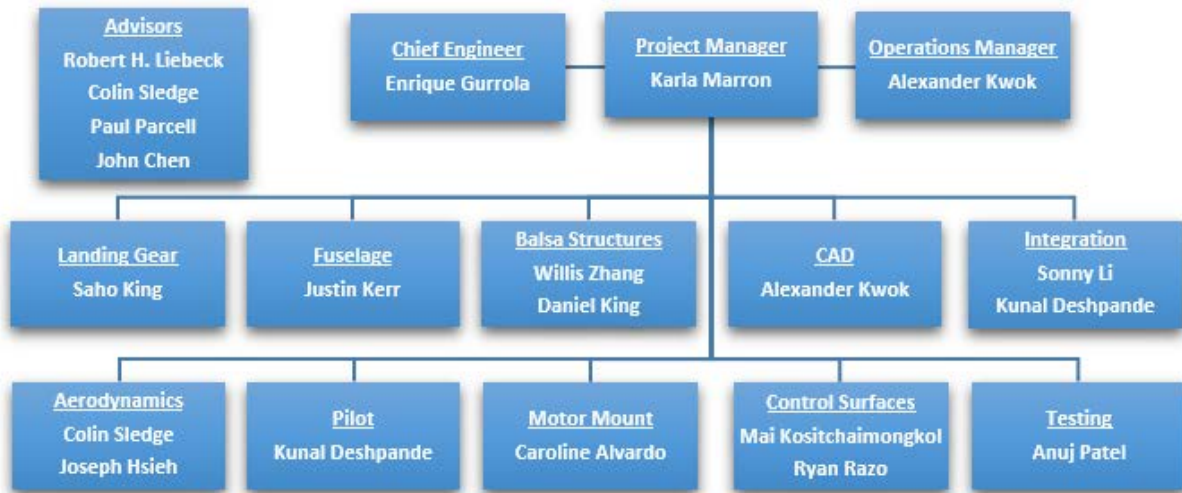 Advisors
Robert H. Liebeck
Colin Sledge
Paul Parcell
John Chen
Chief Engineer
Enrique Gurrola
Project Manager
Karla Marron
Operations Manager
Alexander Kwok
Landing Gear
Saho King
Fuselage
Justin Kerr
Balsa Structures
Willis Zhang
Daniel King
CAD
Alexander Kwok
Integration
Sonny Li
Kunal Deshpande
Aerodynamics
Colin Sledge
Joseph Hsieh
Pilot
Kunal Deshpande
Motor Mount
Caroline Alvardo
Control Surfaces
Mai Kositchaimongkol
Ryan Razo
Testing
Anuj Patel